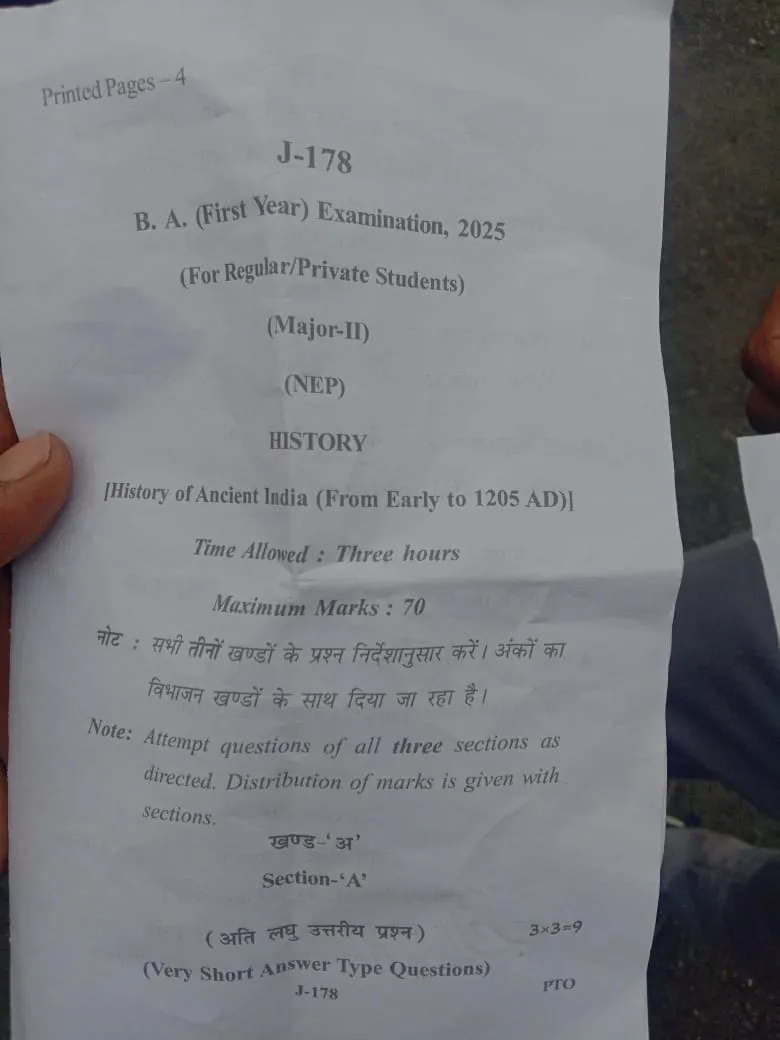 Printed Pages – 4
J-178
B. A. (First Year) Examination, 2025
(For Regular/Private Students)
(Major-II)
(NEP)
HISTORY
[History of Ancient India (From Early to 1205 AD)]
Time Allowed : Three hours
Maximum Marks : 70
नोट : सभी तीनों खण्डों के प्रश्न निर्देशानुसार करें। अंकों का
विभाजन खण्डों के साथ दिया जा रहा है।
Note: Attempt questions of all three sections as
directed. Distribution of marks is given with
sections.
खण्ड-‘अ’
Section-‘A’
(अति लघु उत्तरीय प्रश्न) 3×3=9
(Very Short Answer Type Questions)
J-178 PTO